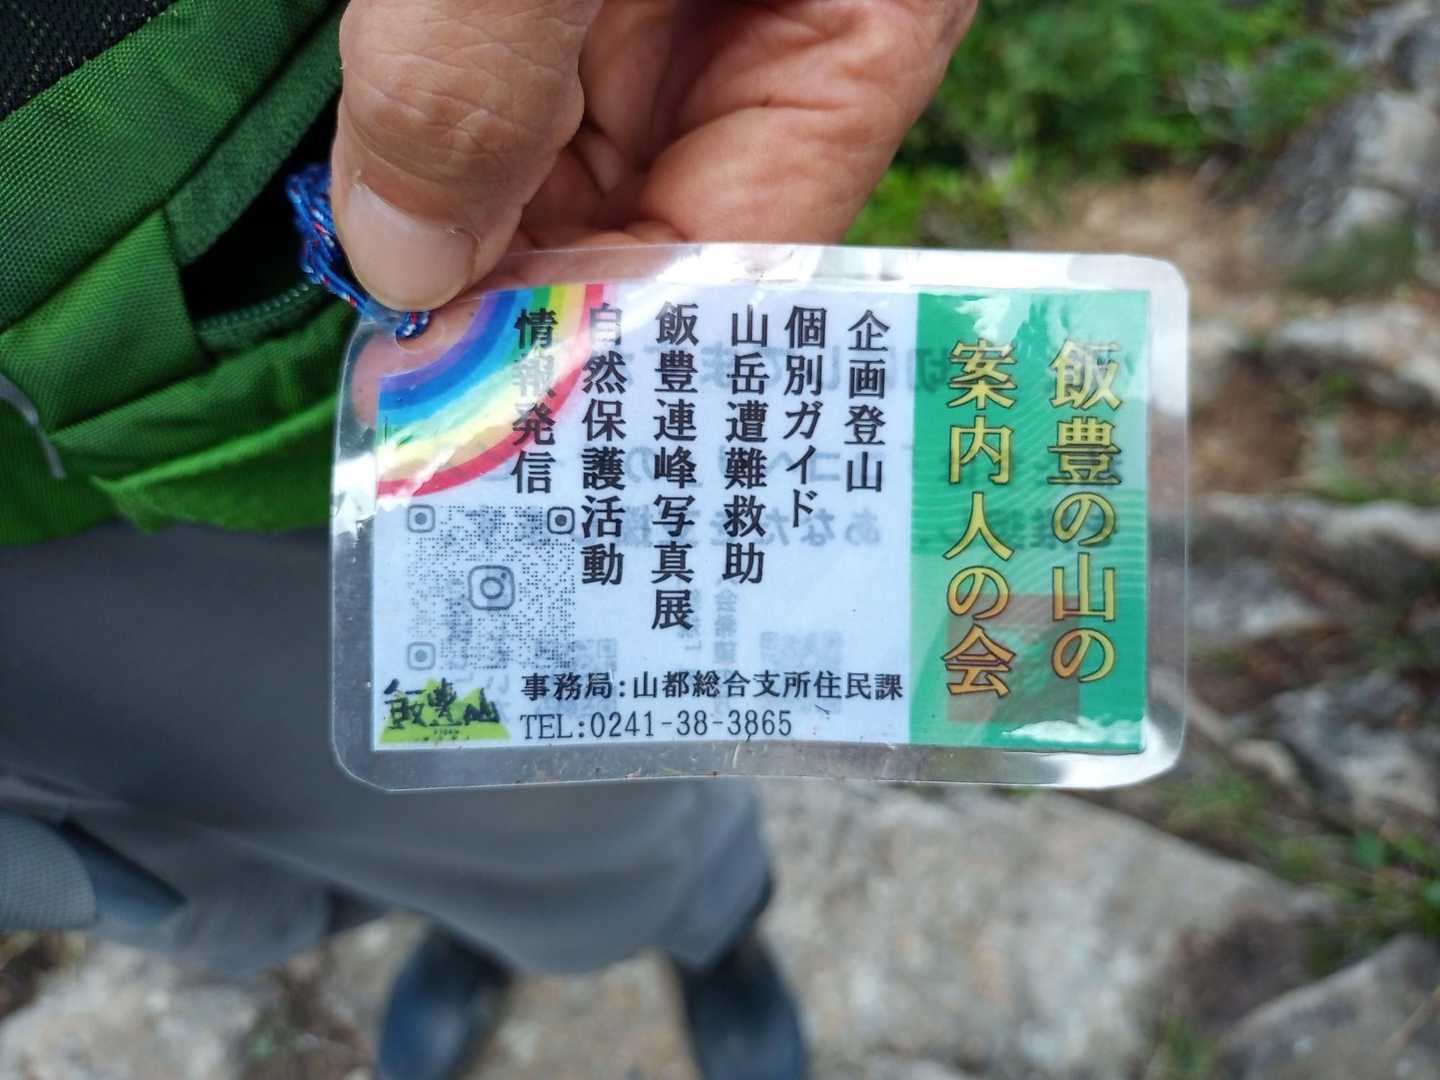 飯豊の山の
案内人の会
企画登山
個別ガイド
山岳遭難救助
飯豊連峰写真展
自然保護活動
情報発信
事務局:山都総合支所住民課
TEL:0241-38-3865
飯豊山